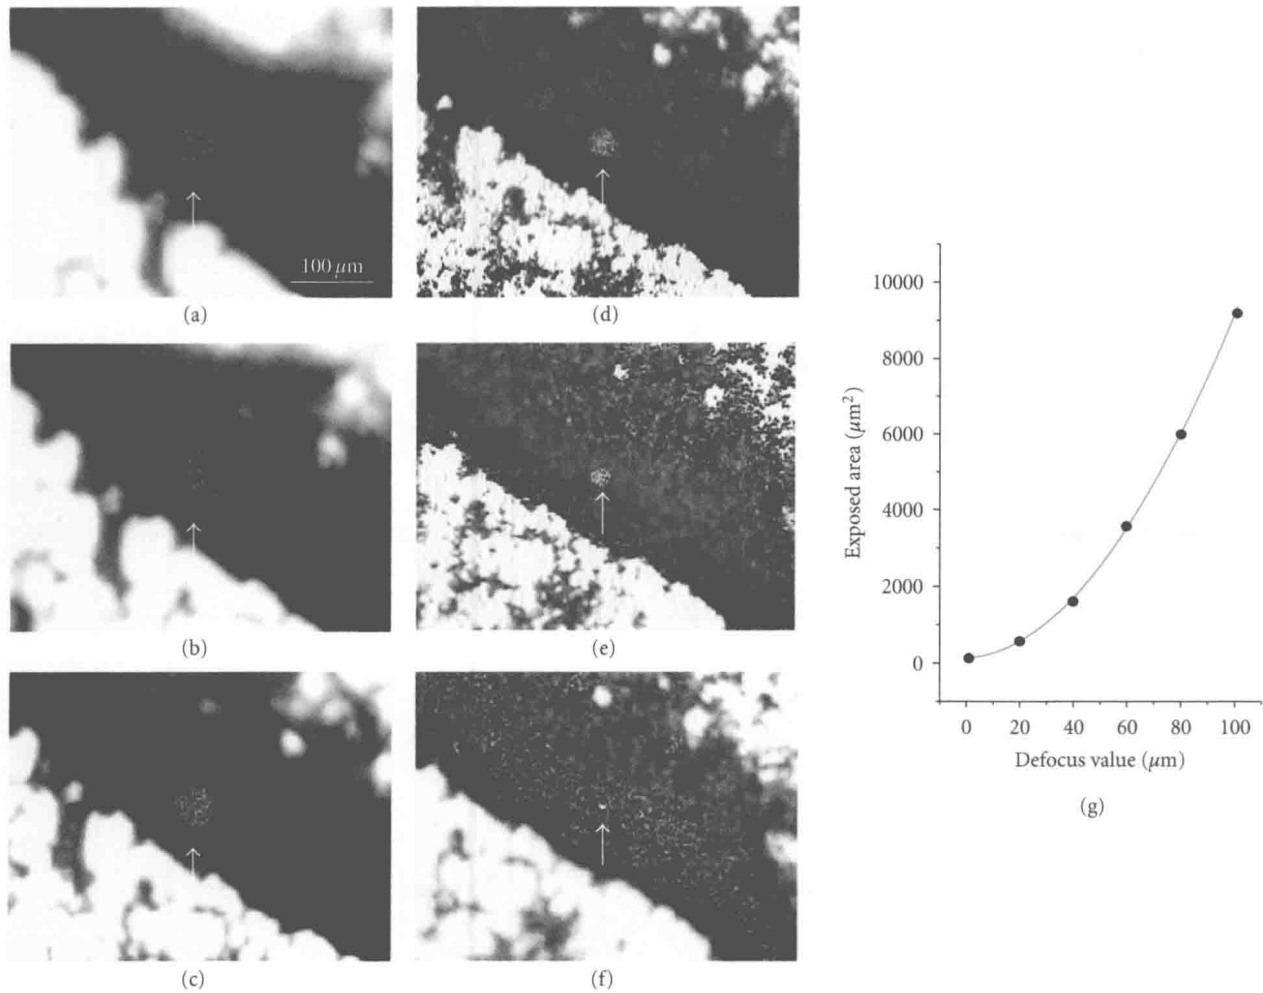 100 μm
(a)
(d)
(b)
(e)
(c)
(f)
10000
8000
6000
4000
2000
0
Exposed area (μm²)
0 20 40 60 80 100
Defocus value (μm)
(g)